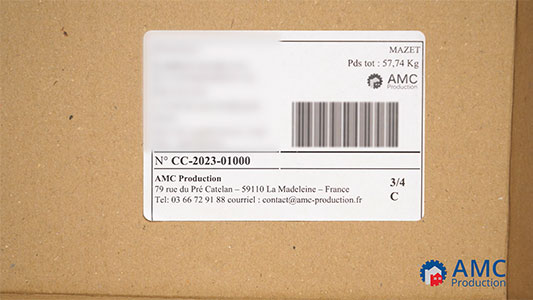 MAZET
Pds tot : 57,74 Kg
AMC
Production
N° CC-2023-01000
AMC Production
79 rue du Pré Catelan – 59110 La Madeleine – France
Tel: 03 66 72 91 88 courriel : contact@amc-production.fr
3/4
C
AMC
Production